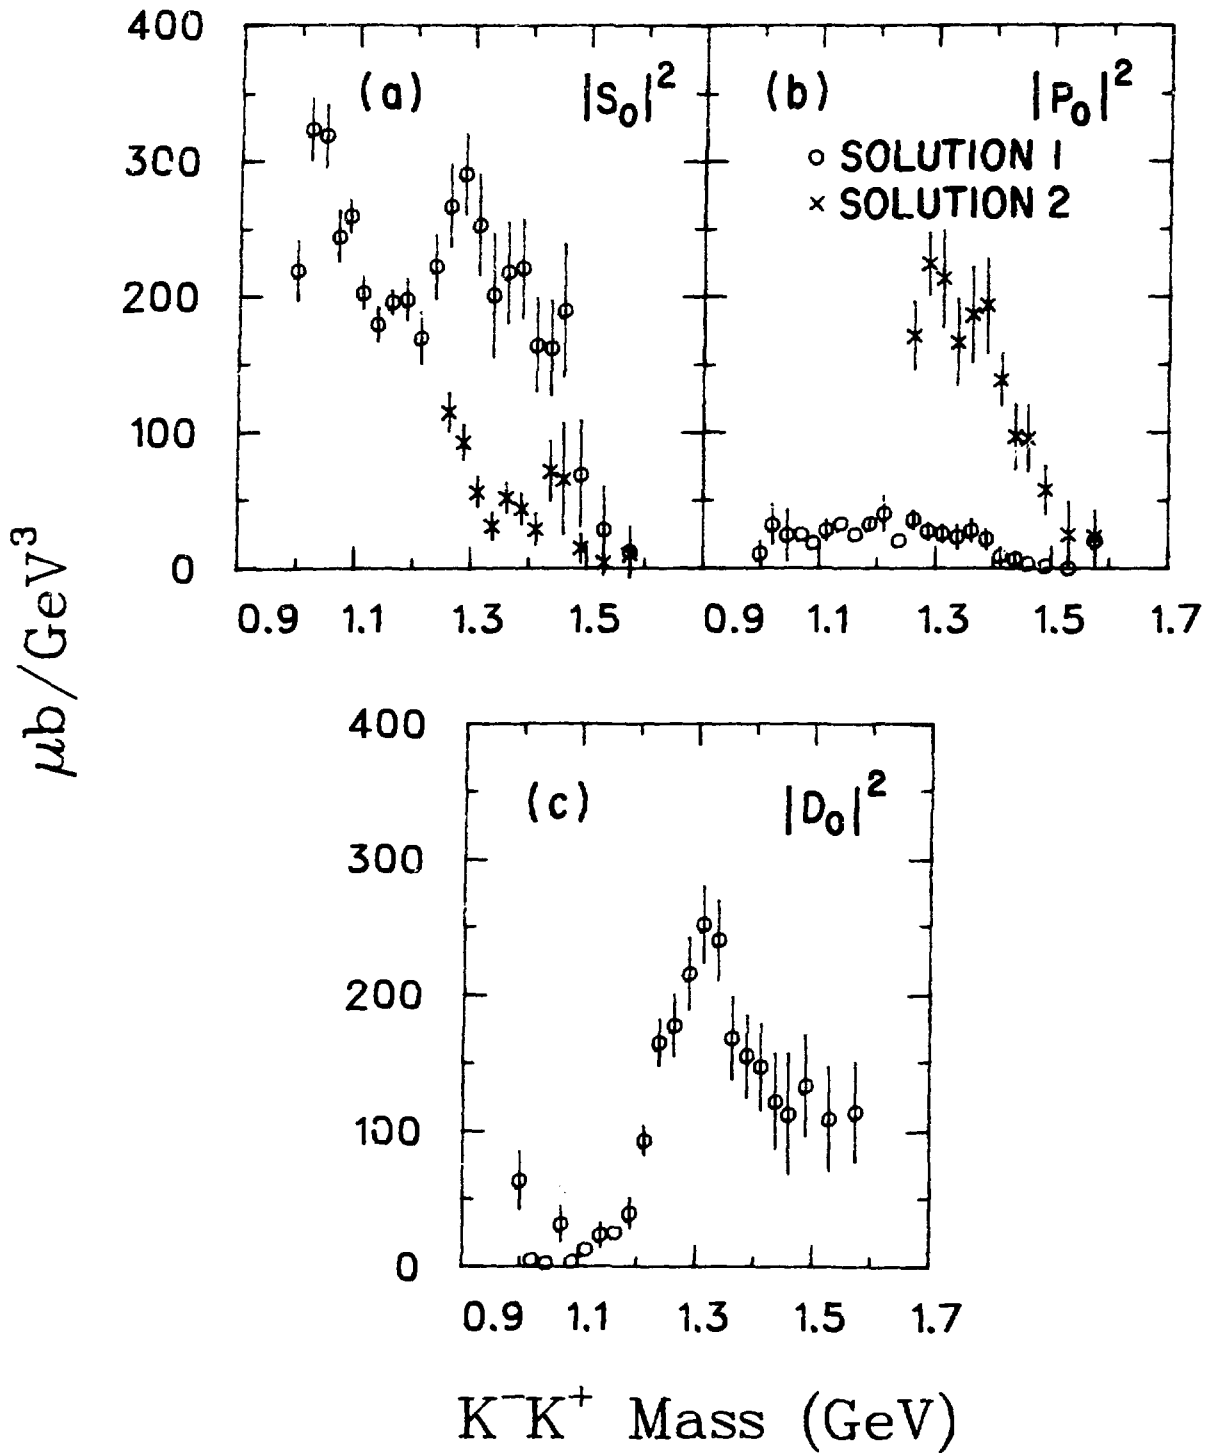 400
300
200
100
0
(a) |S₀|²
(b) |P₀|²
o SOLUTION 1
× SOLUTION 2
0.9 1.1 1.3 1.5 0.9 1.1 1.3 1.5 1.7
μb/GeV³
400
300
200
100
0
(c) |D₀|²
0.9 1.1 1.3 1.5 1.7
K⁻K⁺ Mass (GeV)